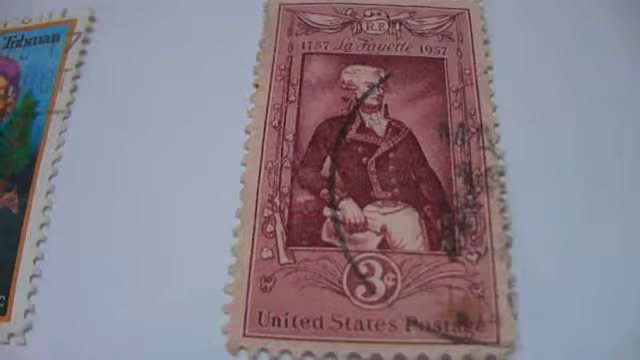 Tubman
R.F.
1757 La Fayette 1957
3¢
United States Postage